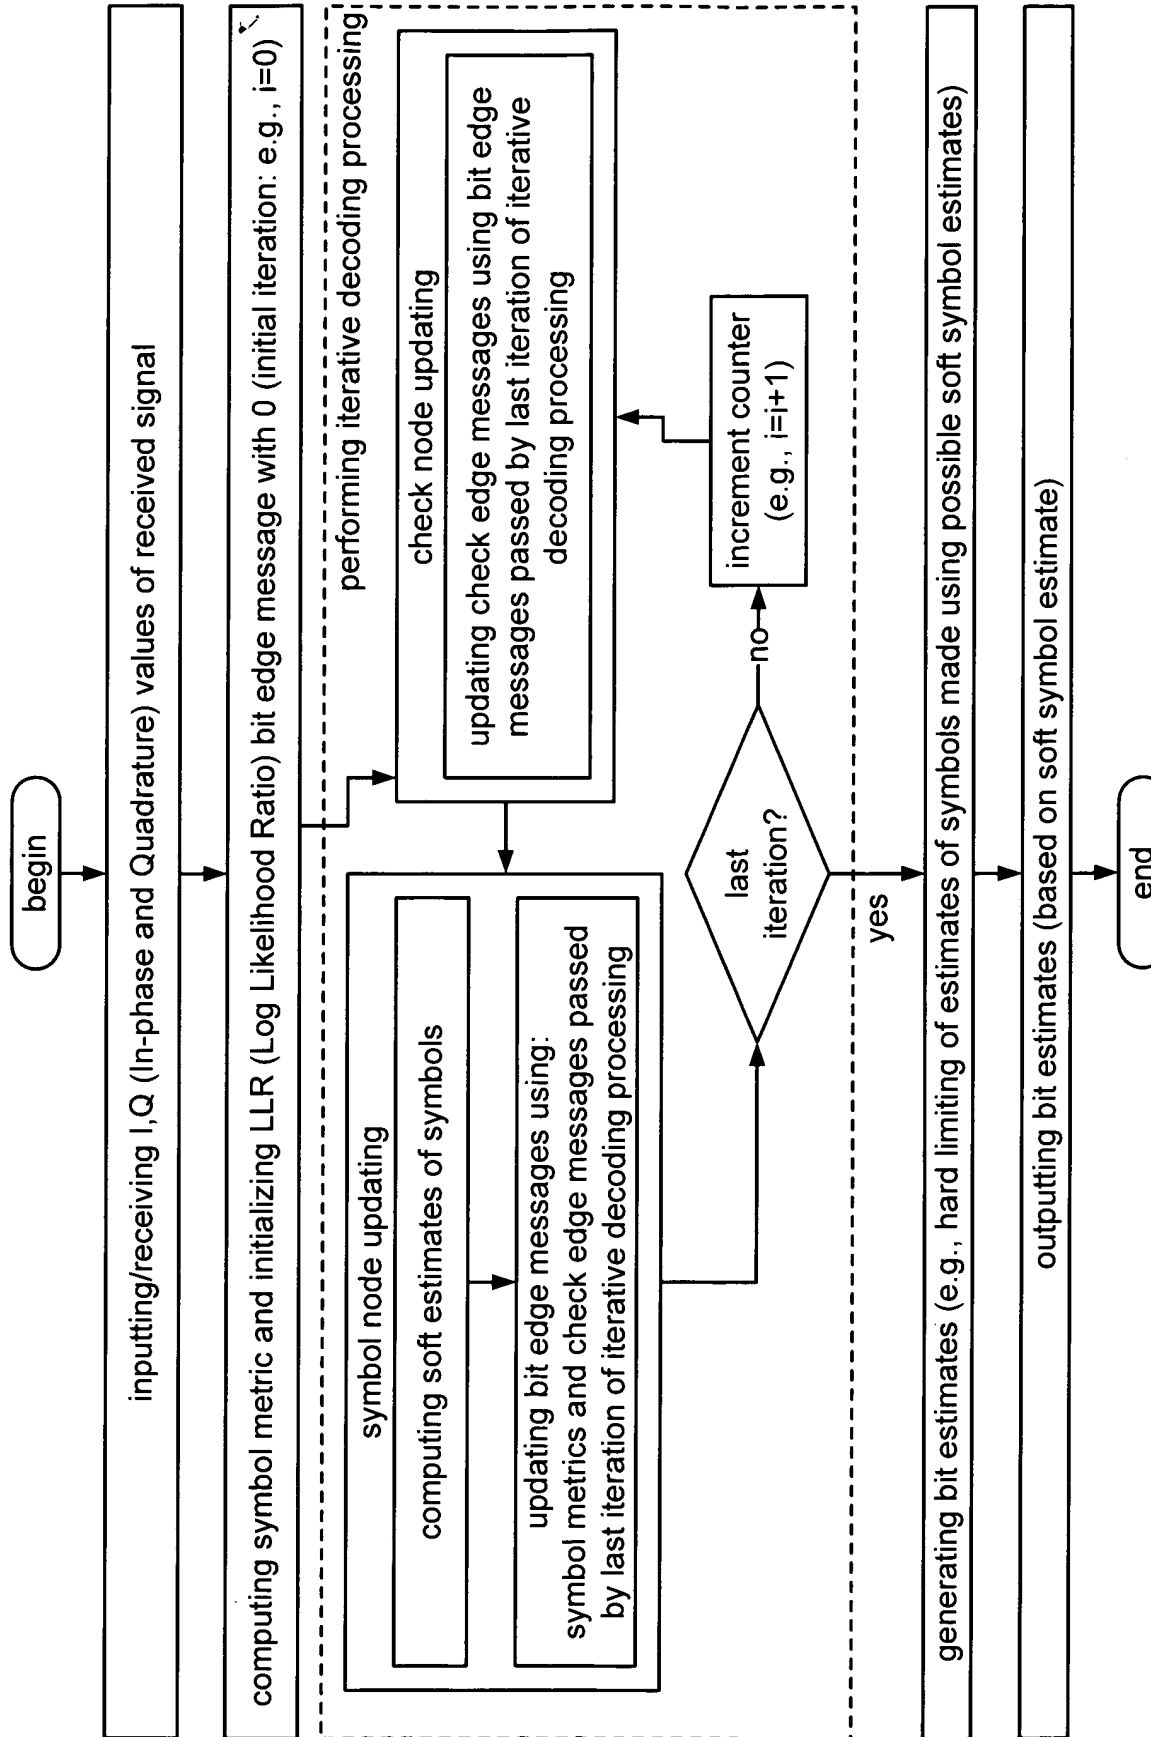 begin
inputting/receiving I,Q (In-phase and Quadrature) values of received signal
computing symbol metric and initializing LLR (Log Likelihood Ratio) bit edge message with 0 (initial iteration: e.g., i=0)
performing iterative decoding processing
check node updating
updating check edge messages using bit edge
messages passed by last iteration of iterative
decoding processing
symbol node updating
computing soft estimates of symbols
updating bit edge messages using:
symbol metrics and check edge messages passed
by last iteration of iterative decoding processing
last
iteration?
no
increment counter
(e.g., i=i+1)
yes
generating bit estimates (e.g., hard limiting of estimates of symbols made using possible soft symbol estimates)
outputting bit estimates (based on soft symbol estimate)
end